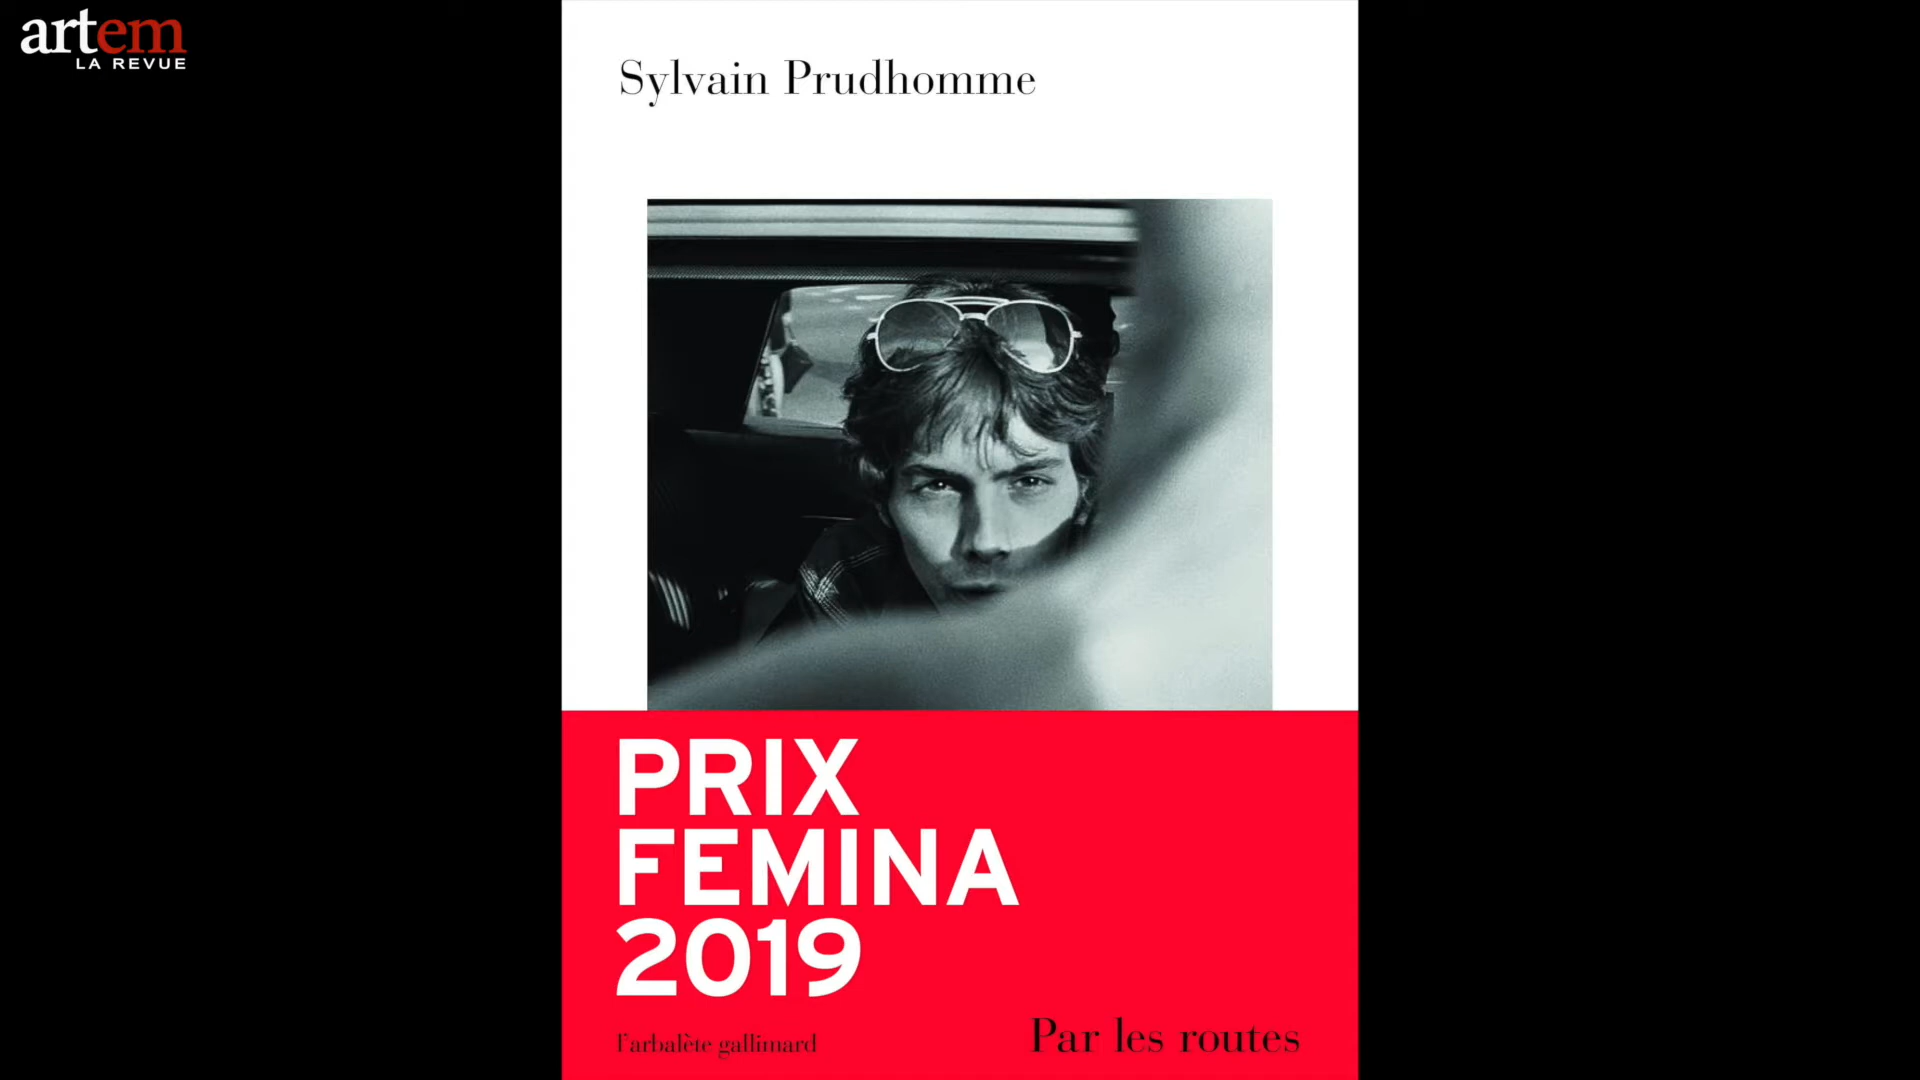 artem
LA REVUE
Sylvain Prudhomme
PRIX
FEMINA
2019
l'arbalète gallimard
Par les routes